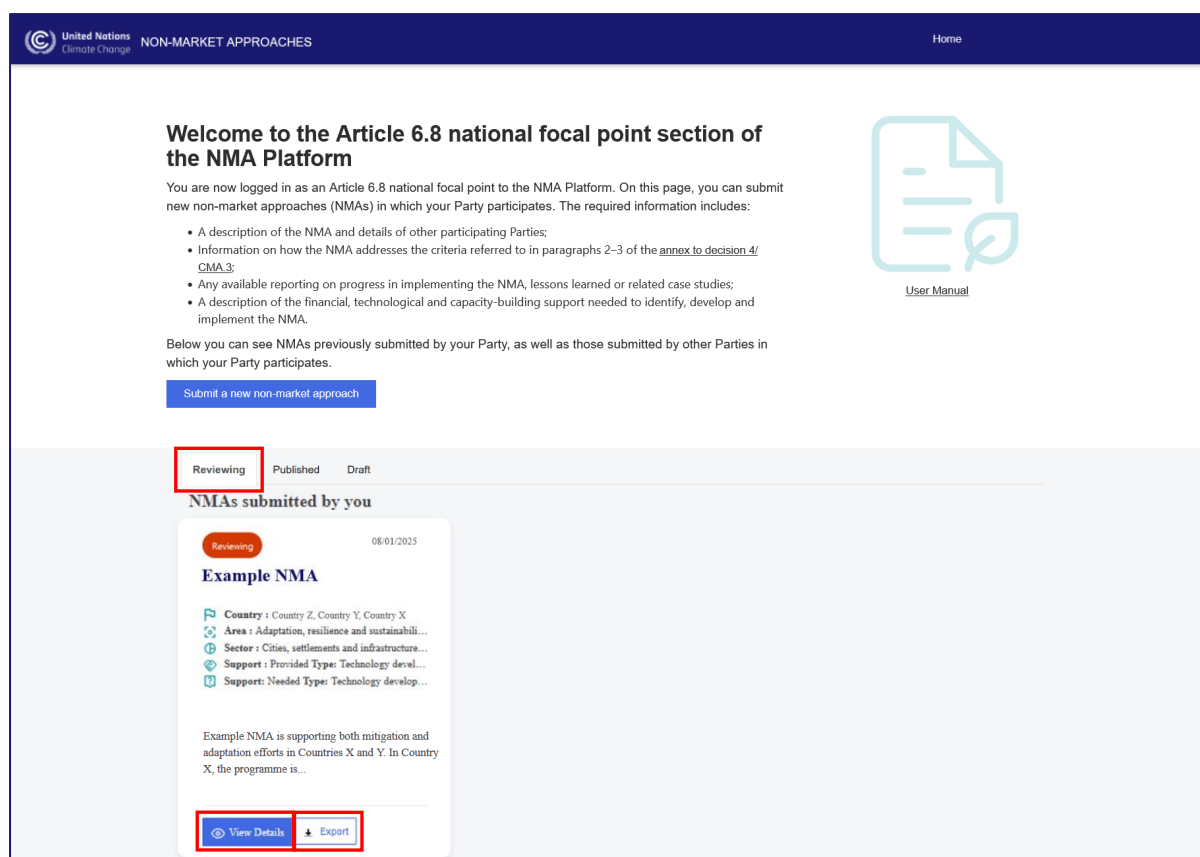 United Nations
Climate Change
NON-MARKET APPROACHES
Home
Welcome to the Article 6.8 national focal point section of
the NMA Platform
You are now logged in as an Article 6.8 national focal point to the NMA Platform. On this page, you can submit
new non-market approaches (NMAs) in which your Party participates. The required information includes:
• A description of the NMA and details of other participating Parties;
• Information on how the NMA addresses the criteria referred to in paragraphs 2–3 of the annex to decision 4/
CMA.3;
• Any available reporting on progress in implementing the NMA, lessons learned or related case studies;
• A description of the financial, technological and capacity-building support needed to identify, develop and
implement the NMA.
Below you can see NMAs previously submitted by your Party, as well as those submitted by other Parties in
which your Party participates.
Submit a new non-market approach
User Manual
Reviewing Published Draft
NMAs submitted by you
Reviewing 08/01/2025
Example NMA
Country : Country Z, Country Y, Country X
Area : Adaptation, resilience and sustainabili...
Sector : Cities, settlements and infrastructure...
Support : Provided Type: Technology devel...
Support: Needed Type: Technology develop...
Example NMA is supporting both mitigation and
adaptation efforts in Countries X and Y. In Country
X, the programme is...
View Details Export